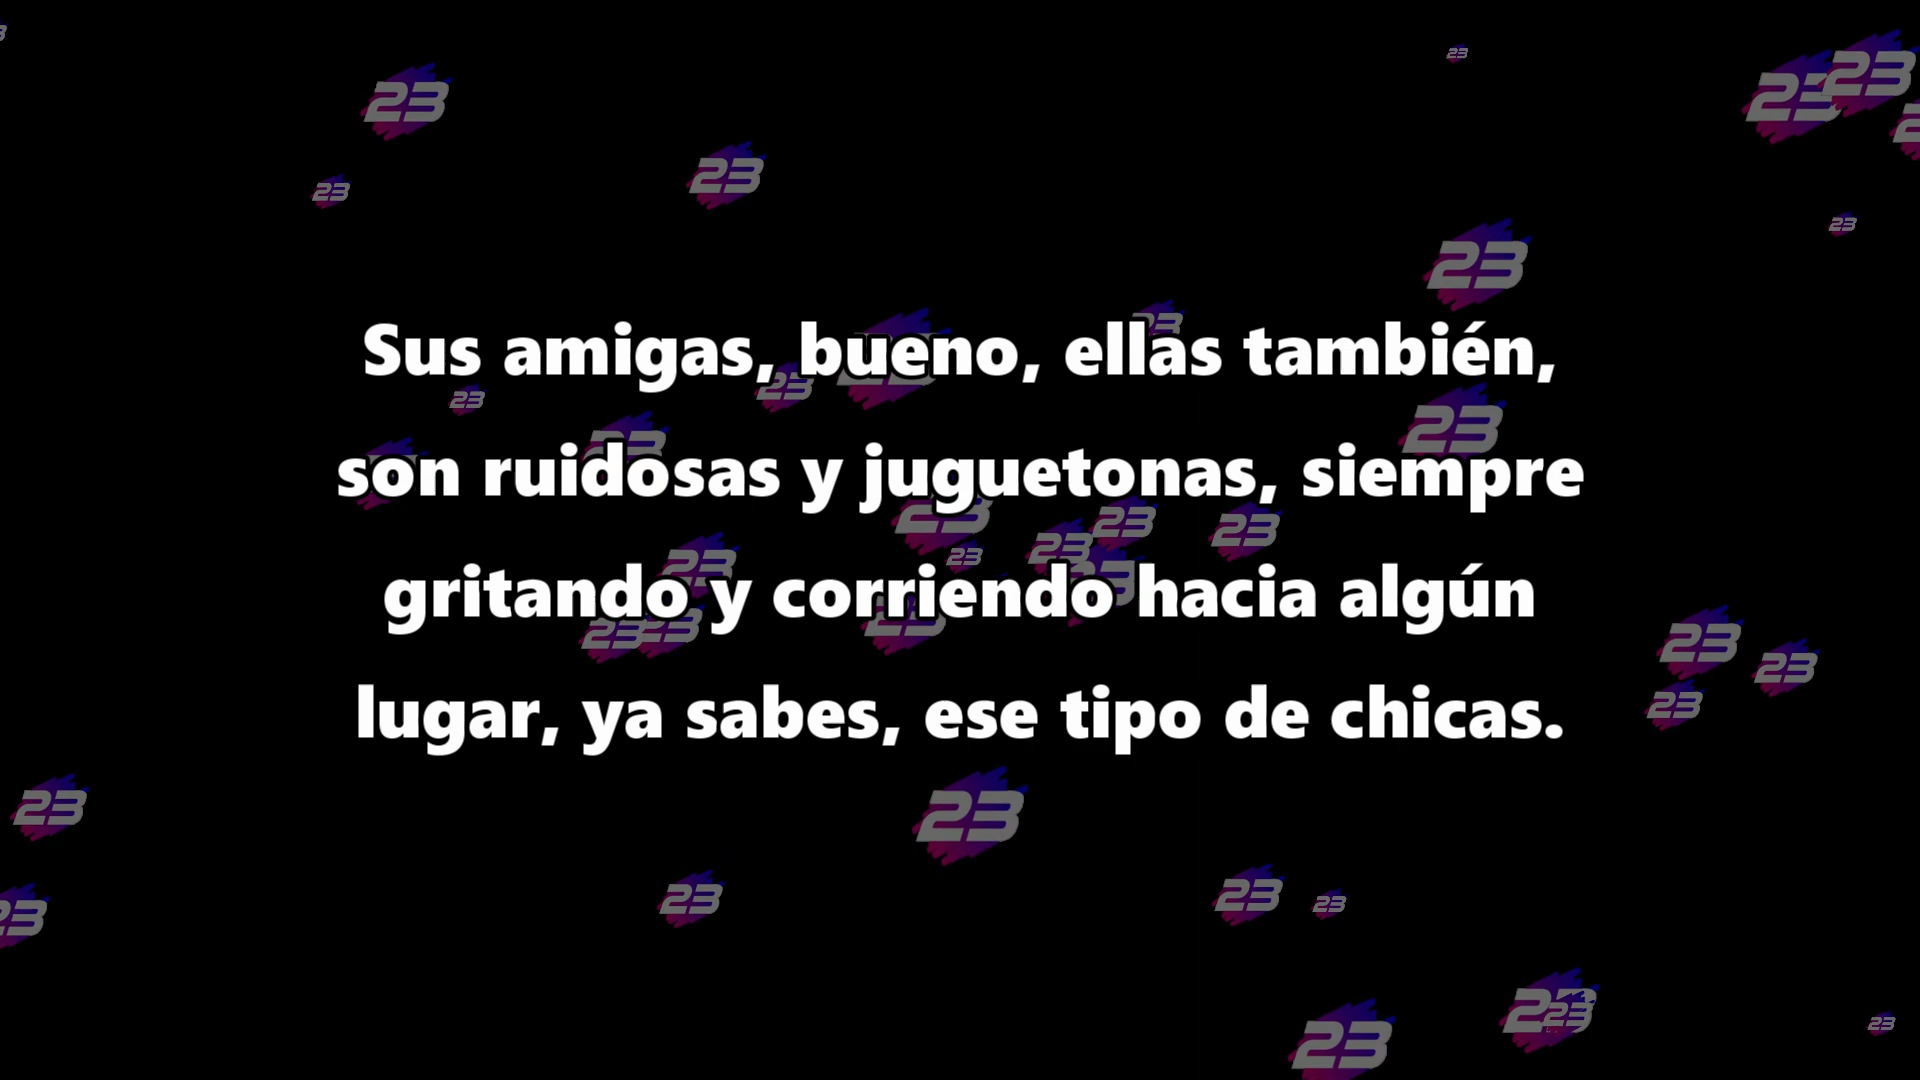 Sus amigas, bueno, ellas también,
son ruidosas y juguetonas, siempre
gritando y corriendo hacia algún
lugar, ya sabes, ese tipo de chicas.